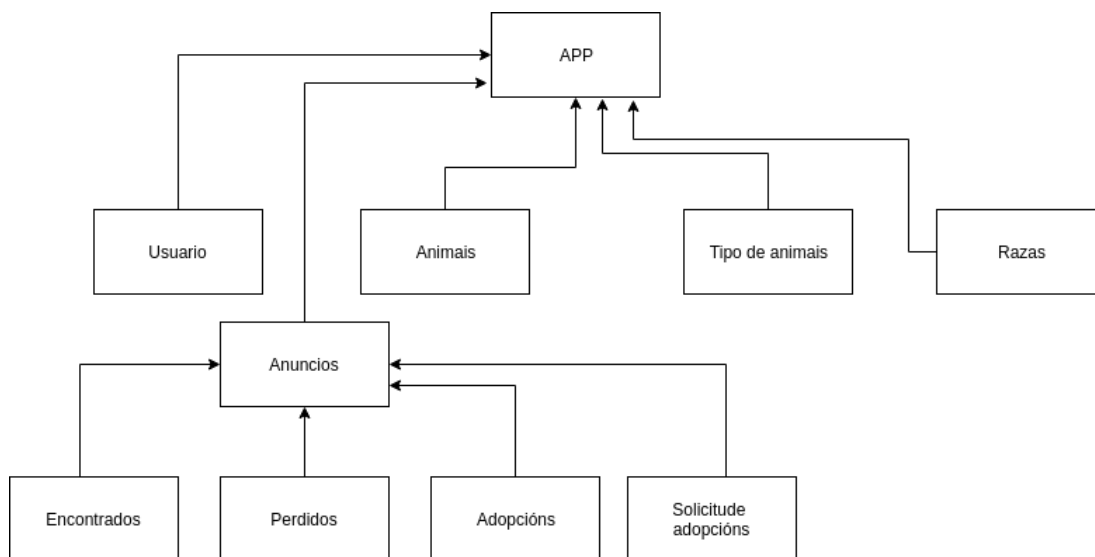 APP
Usuario
Animais
Tipo de animais
Razas
Anuncios
Encontrados
Perdidos
Adopcións
Solicitude
adopcións